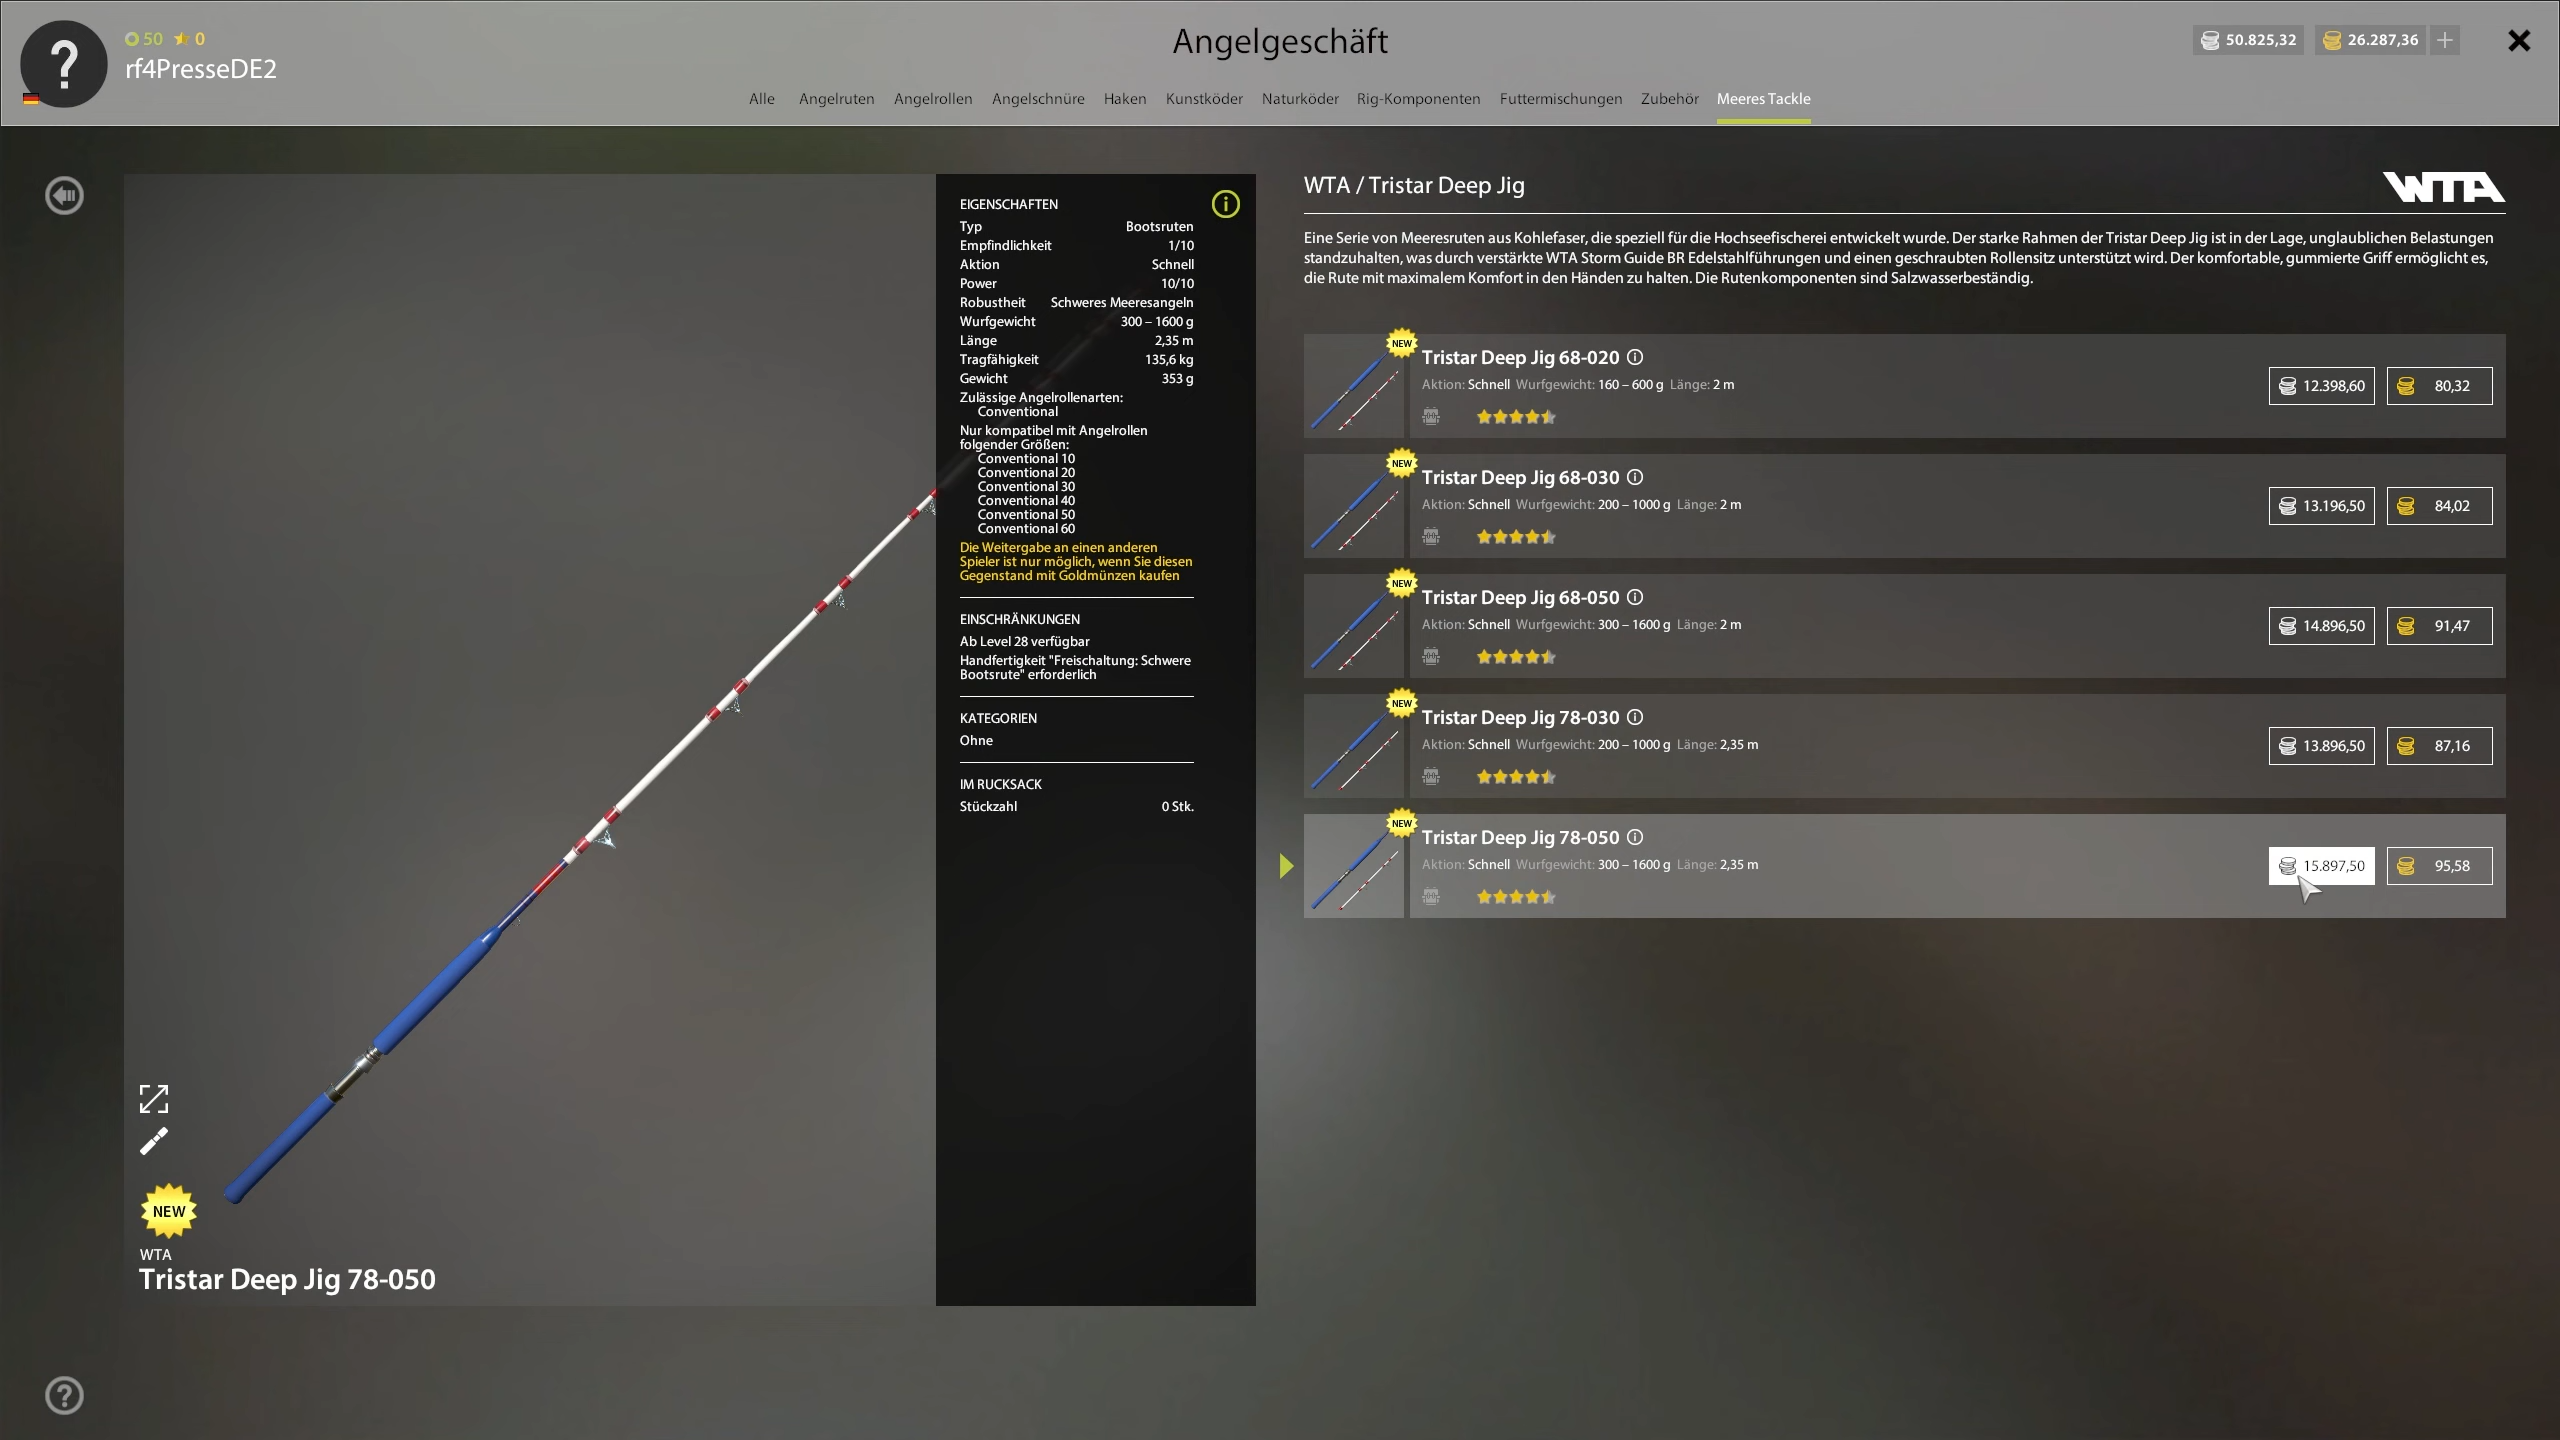 50 0
rf4PresseDE2
Angelgeschäft
50.825,32 26.287,36
Alle Angelruten Angelrollen Angelschnüre Haken Kunstköder Naturköder Rig-Komponenten Futtermischungen Zubehör Meeres Tackle
EIGENSCHAFTEN
Typ Bootsruten
Empfindlichkeit 1/10
Aktion Schnell
Power 10/10
Robustheit Schweres Meeresangeln
Wurfgewicht 300 – 1600 g
Länge 2,35 m
Tragfähigkeit 135,6 kg
Gewicht 353 g
Zulässige Angelrollenarten:
Conventional
Nur kompatibel mit Angelrollen
folgender Größen:
Conventional 10
Conventional 20
Conventional 30
Conventional 40
Conventional 50
Conventional 60
Die Weitergabe an einen anderen
Spieler ist nur möglich, wenn Sie diesen
Gegenstand mit Goldmünzen kaufen
EINSCHRÄNKUNGEN
Ab Level 28 verfügbar
Handfertigkeit "Freischaltung: Schwere
Bootsrute" erforderlich
KATEGORIEN
Ohne
IM RUCKSACK
Stückzahl 0 Stk.
NEW
WTA
Tristar Deep Jig 78-050
WTA / Tristar Deep Jig
WTA
Eine Serie von Meeresruten aus Kohlefaser, die speziell für die Hochseefischerei entwickelt wurde. Der starke Rahmen der Tristar Deep Jig ist in der Lage, unglaublichen Belastungen
standzuhalten, was durch verstärkte WTA Storm Guide BR Edelstahlführungen und einen geschraubten Rollensitz unterstützt wird. Der komfortable, gummierte Griff ermöglicht es,
die Rute mit maximalem Komfort in den Händen zu halten. Die Rutenkomponenten sind Salzwasserbeständig.
NEW
Tristar Deep Jig 68-020
Aktion: Schnell Wurfgewicht: 160 – 600 g Länge: 2 m
12.398,60 80,32
NEW
Tristar Deep Jig 68-030
Aktion: Schnell Wurfgewicht: 200 – 1000 g Länge: 2 m
13.196,50 84,02
NEW
Tristar Deep Jig 68-050
Aktion: Schnell Wurfgewicht: 300 – 1600 g Länge: 2 m
14.896,50 91,47
NEW
Tristar Deep Jig 78-030
Aktion: Schnell Wurfgewicht: 200 – 1000 g Länge: 2,35 m
13.896,50 87,16
NEW
Tristar Deep Jig 78-050
Aktion: Schnell Wurfgewicht: 300 – 1600 g Länge: 2,35 m
15.897,50 95,58